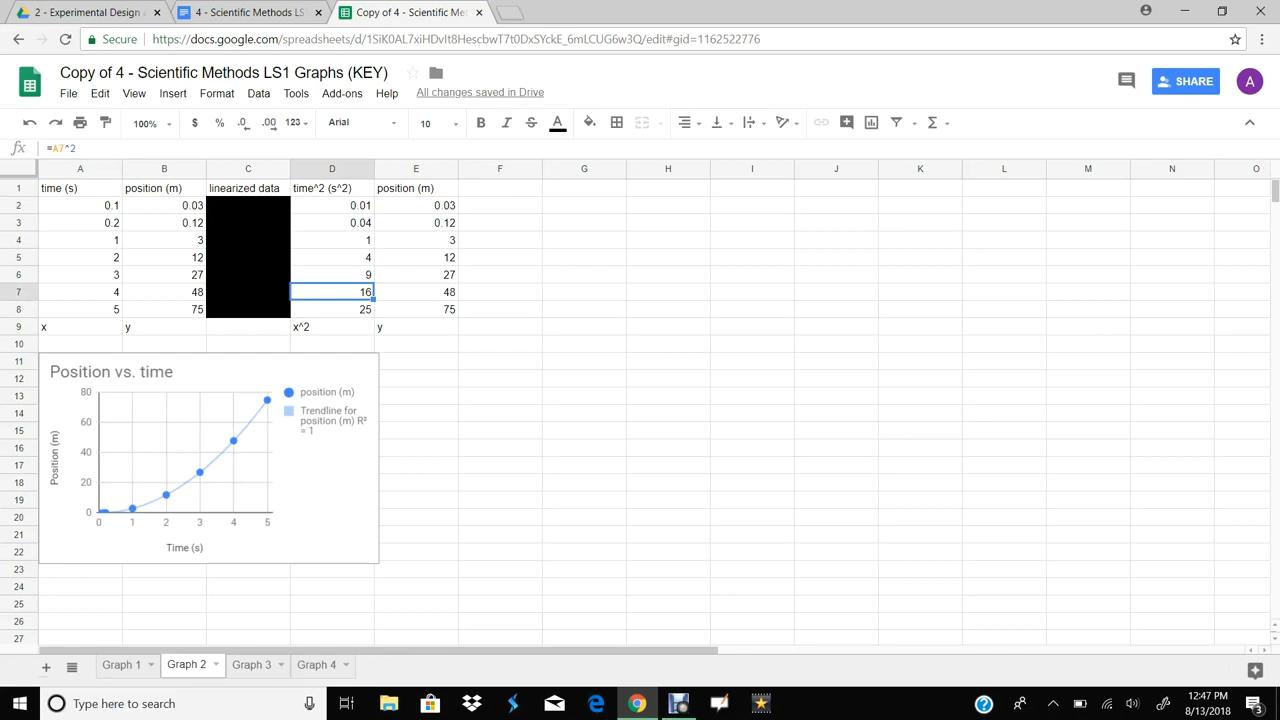 2 - Experimental Design
4 - Scientific Methods LS
Copy of 4 - Scientific Me
Secure
https://docs.google.com/spreadsheets/d/1SiK0AL7xiHDvIt8HescbwT7t0DxSYckE_6mLCUG6w3Q/edit#gid=1162522776
Copy of 4 - Scientific Methods LS1 Graphs (KEY)
File Edit View Insert Format Data Tools Add-ons Help All changes saved in Drive
SHARE
A
100% $ % .0 .00 123 Arial 10 B I S A Σ
fx =A7^2
A B C D E F G H I J K L M N O
1 time (s) position (m) linearized data time^2 (s^2) position (m)
2 0.1 0.03 0.01 0.03
3 0.2 0.12 0.04 0.12
4 1 3 1 3
5 2 12 4 12
6 3 27 9 27
7 4 48 16 48
8 5 75 25 75
9 x y x^2 y
10
11
12
13
14
15
16
17
18
19
20
21
22
23
24
25
26
27
Position vs. time
80
60
40
20
0
0 1 2 3 4 5
Position (m)
Time (s)
position (m)
Trendline for
position (m) R²
= 1
Graph 1 Graph 2 Graph 3 Graph 4
Type here to search
12:47 PM
8/13/2018
3